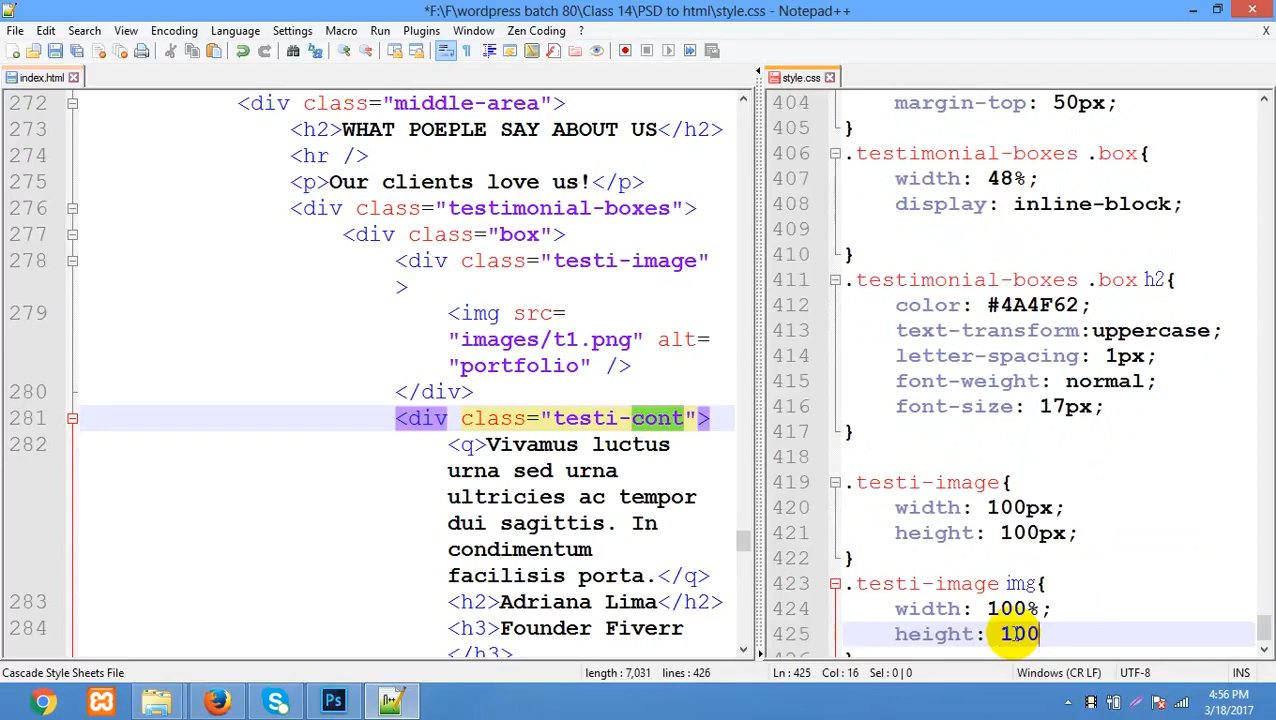 *F:\F\wordpress batch 80\Class 14\PSD to html\style.css - Notepad++
File Edit Search View Encoding Language Settings Macro Run Plugins Window Zen Coding ? X
index.html
style.css
272 <div class="middle-area">
273 <h2>WHAT POEPLE SAY ABOUT US</h2>
274 <hr />
275 <p>Our clients love us!</p>
276 <div class="testimonial-boxes">
277 <div class="box">
278 <div class="testi-image"
>
279 <img src=
"images/t1.png" alt=
"portfolio" />
280 </div>
281 <div class="testi-cont">
282 <q>Vivamus luctus
urna sed urna
ultricies ac tempor
dui sagittis. In
condimentum
facilisis porta.</q>
283 <h2>Adriana Lima</h2>
284 <h3>Founder Fiverr
</h3>
404 margin-top: 50px;
405 }
406 .testimonial-boxes .box{
407 width: 48%;
408 display: inline-block;
409
410 }
411 .testimonial-boxes .box h2{
412 color: #4A4F62;
413 text-transform:uppercase;
414 letter-spacing: 1px;
415 font-weight: normal;
416 font-size: 17px;
417 }
418
419 .testi-image{
420 width: 100px;
421 height: 100px;
422 }
423 .testi-image img{
424 width: 100%;
425 height: 100
426 }
Cascade Style Sheets File length : 7,031 lines : 426 Ln : 425 Col : 14 Sel : 0 | 0 Windows (CR LF) UTF-8 INS
Ps
4:56 PM
3/18/2017